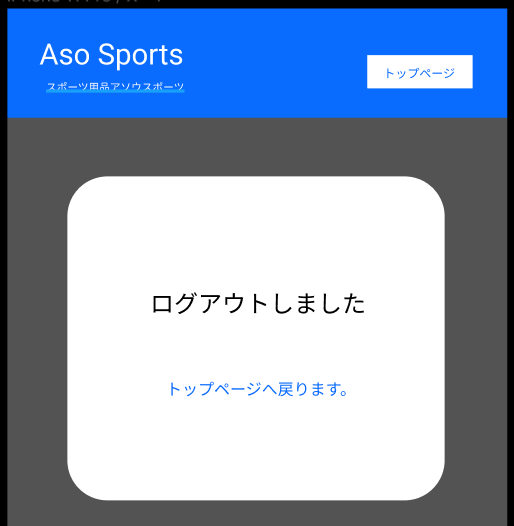 Aso Sports
スポーツ用品アソウスポーツ
トップページ
ログアウトしました
トップページへ戻ります。